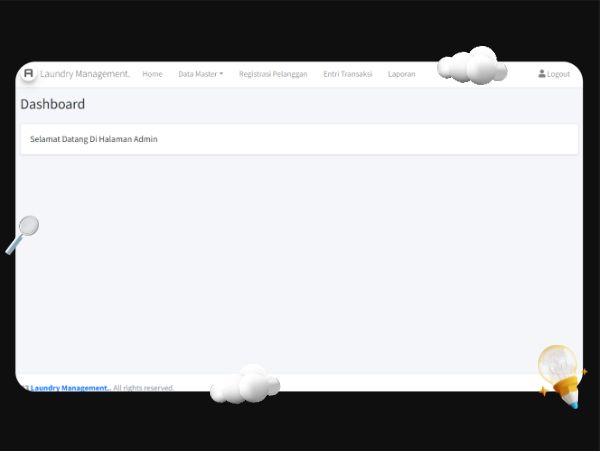 Laundry Management. Home Data Master Registrasi Pelanggan Entri Transaksi Laporan Logout
Dashboard
Selamat Datang Di Halaman Admin
Laundry Management.. All rights reserved.